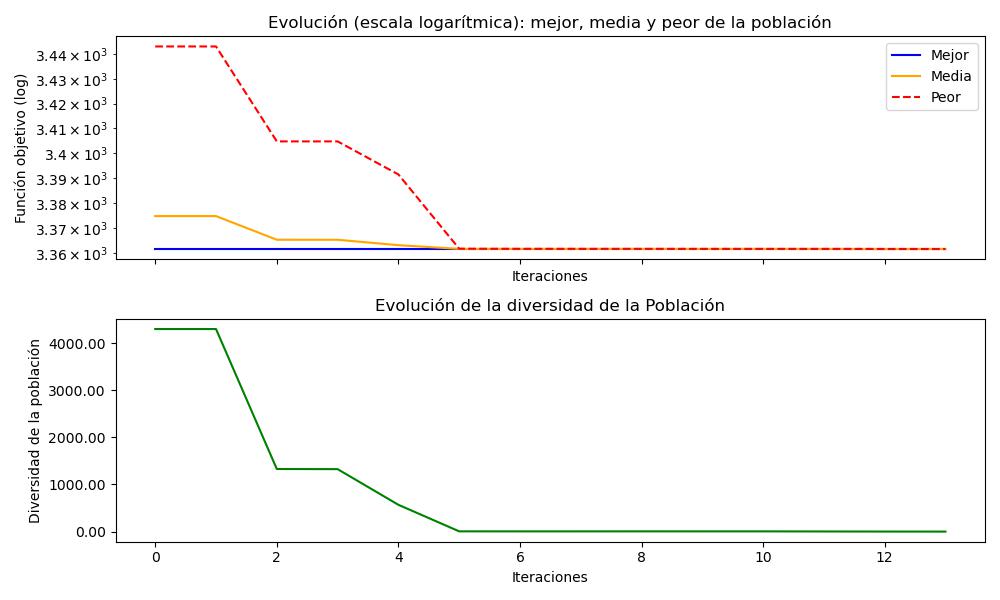 Evolución (escala logarítmica): mejor, media y peor de la población
Función objetivo (log)
3.44 × 10³
3.43 × 10³
3.42 × 10³
3.41 × 10³
3.4 × 10³
3.39 × 10³
3.38 × 10³
3.37 × 10³
3.36 × 10³
Mejor
Media
Peor
Iteraciones
Evolución de la diversidad de la Población
Diversidad de la población
4000.00
3000.00
2000.00
1000.00
0.00
0 2 4 6 8 10 12
Iteraciones